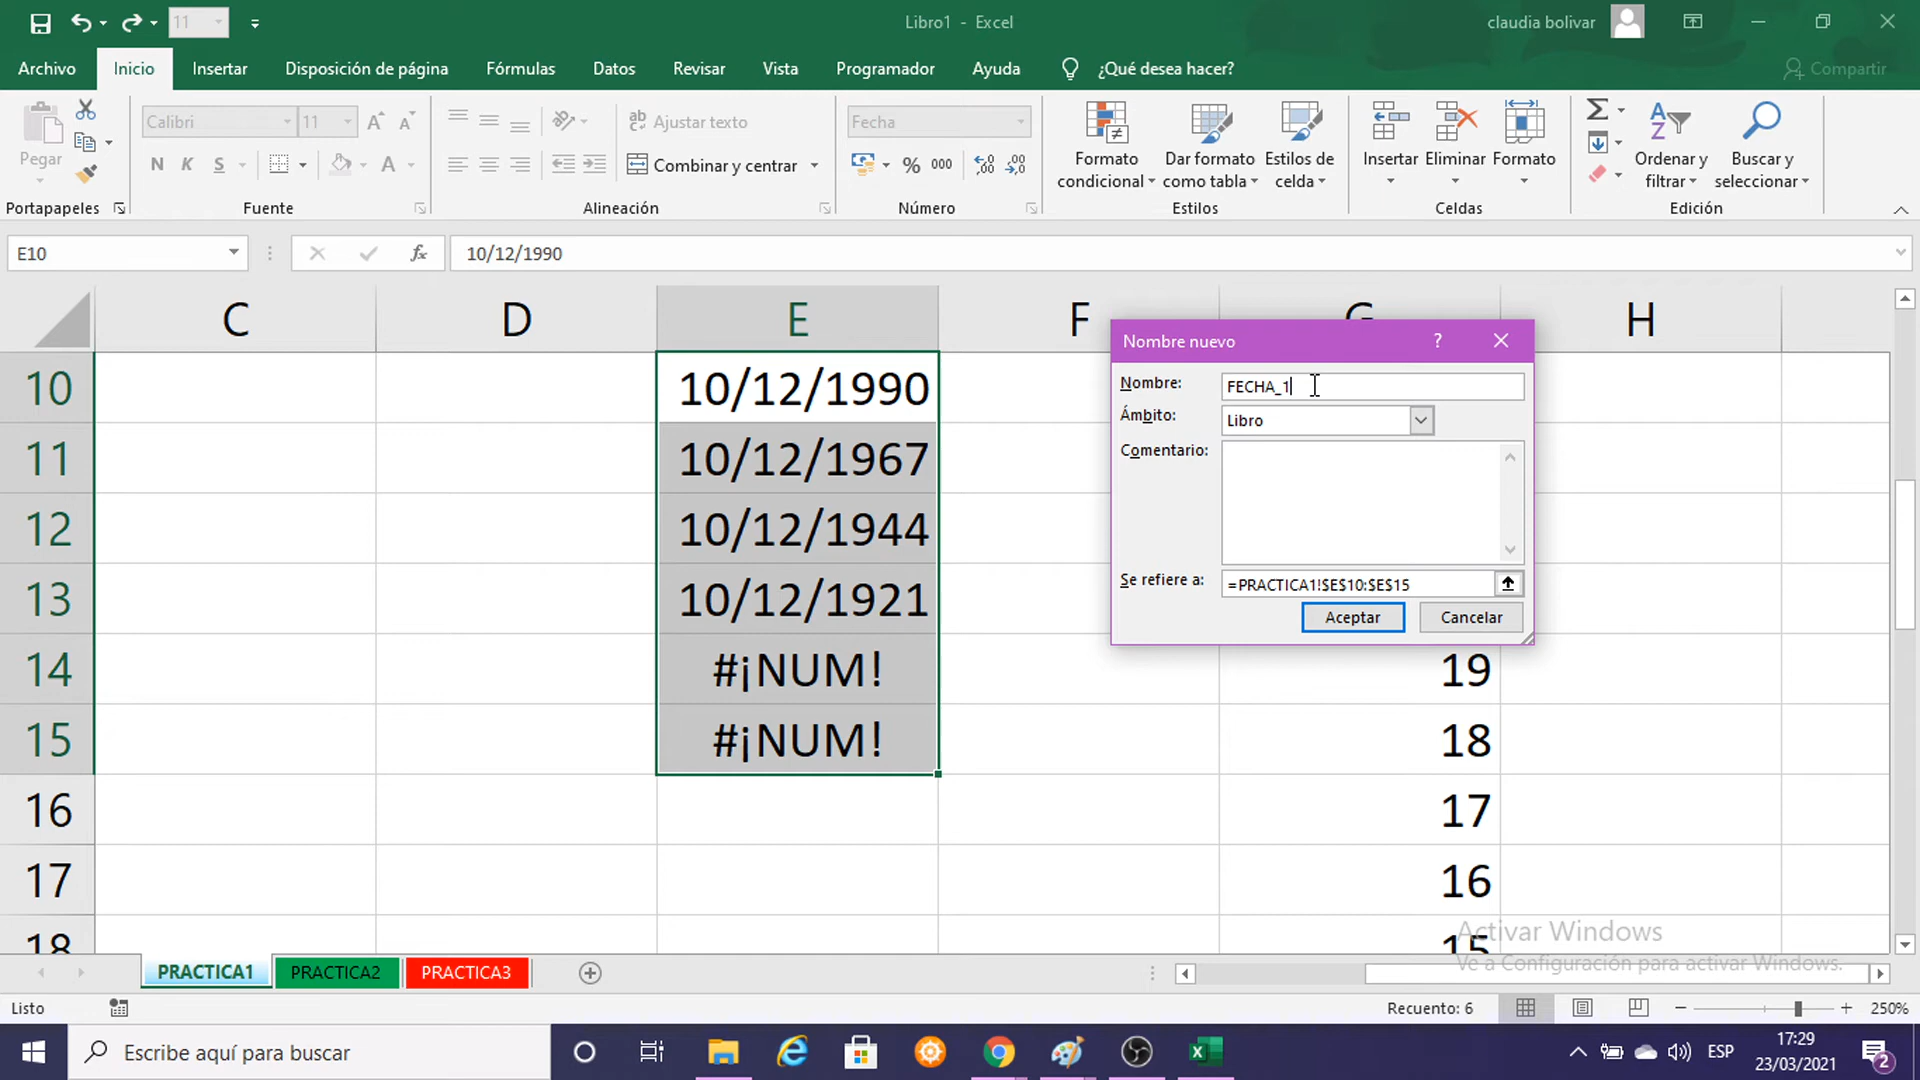 11
Libro1 - Excel
claudia bolivar
Archivo
Inicio
Insertar
Disposición de página
Fórmulas
Datos
Revisar
Vista
Programador
Ayuda
¿Qué desea hacer?
Compartir
Pegar
Calibri
11
A
A
N
K
S
A
ab
Ajustar texto
Combinar y centrar
Fecha
% 000
Formato condicional
Dar formato como tabla
Estilos de celda
Insertar
Eliminar
Formato
Ordenar y filtrar
Buscar y seleccionar
Portapapeles
Fuente
Alineación
Número
Estilos
Celdas
Edición
E10
fx
10/12/1990
C
D
E
F
G
H
10
10/12/1990
11
10/12/1967
12
10/12/1944
13
10/12/1921
14
#¡NUM!
19
15
#¡NUM!
18
16
17
17
16
18
15
Nombre nuevo
?
Nombre:
FECHA_1
Ámbito:
Libro
Comentario:
Se refiere a:
=PRACTICA1!$E$10:$E$15
Aceptar
Cancelar
Activar Windows
Ve a Configuración para activar Windows.
PRACTICA1
PRACTICA2
PRACTICA3
Listo
Recuento: 6
250%
Escribe aquí para buscar
ESP
17:29
23/03/2021
2